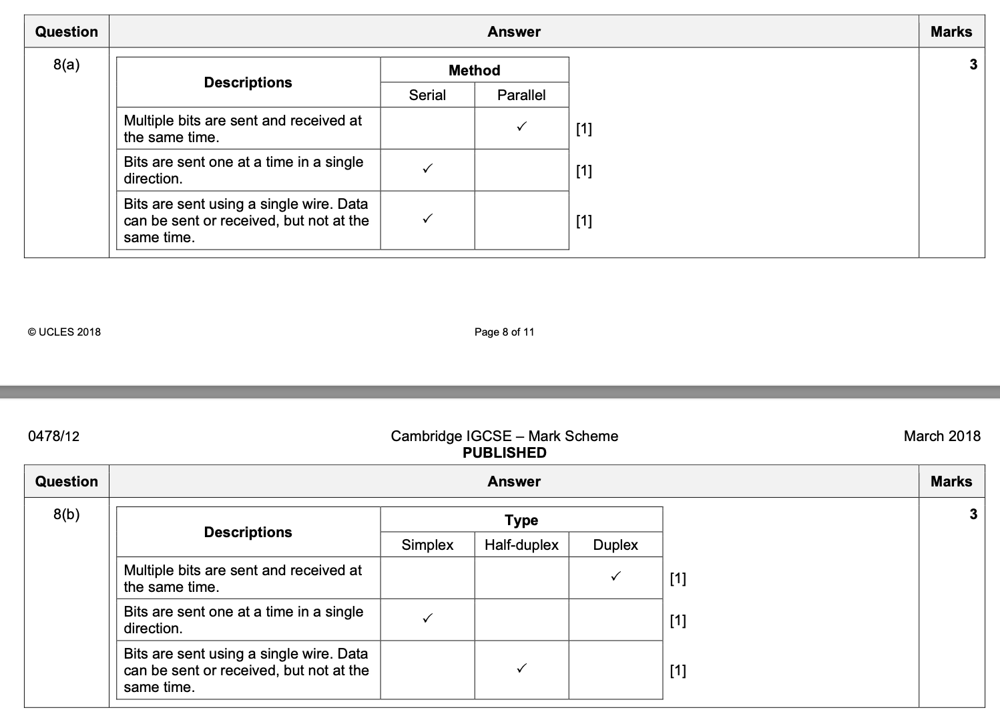 Question Answer Marks
8(a) 3
Descriptions Method
Serial Parallel
Multiple bits are sent and received at
the same time. ✓ [1]
Bits are sent one at a time in a single
direction. ✓ [1]
Bits are sent using a single wire. Data
can be sent or received, but not at the
same time. ✓ [1]
© UCLES 2018 Page 8 of 11
0478/12 Cambridge IGCSE – Mark Scheme March 2018
PUBLISHED
Question Answer Marks
8(b) 3
Descriptions Type
Simplex Half-duplex Duplex
Multiple bits are sent and received at
the same time. ✓ [1]
Bits are sent one at a time in a single
direction. ✓ [1]
Bits are sent using a single wire. Data
can be sent or received, but not at the
same time. ✓ [1]